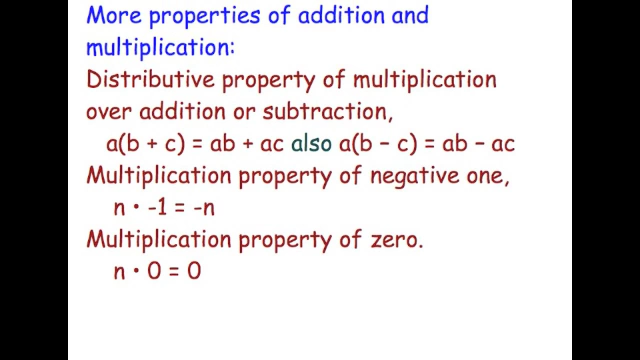 More properties of addition and
multiplication:
Distributive property of multiplication
over addition or subtraction,
a(b + c) = ab + ac also a(b − c) = ab − ac
Multiplication property of negative one,
n • -1 = -n
Multiplication property of zero.
n • 0 = 0